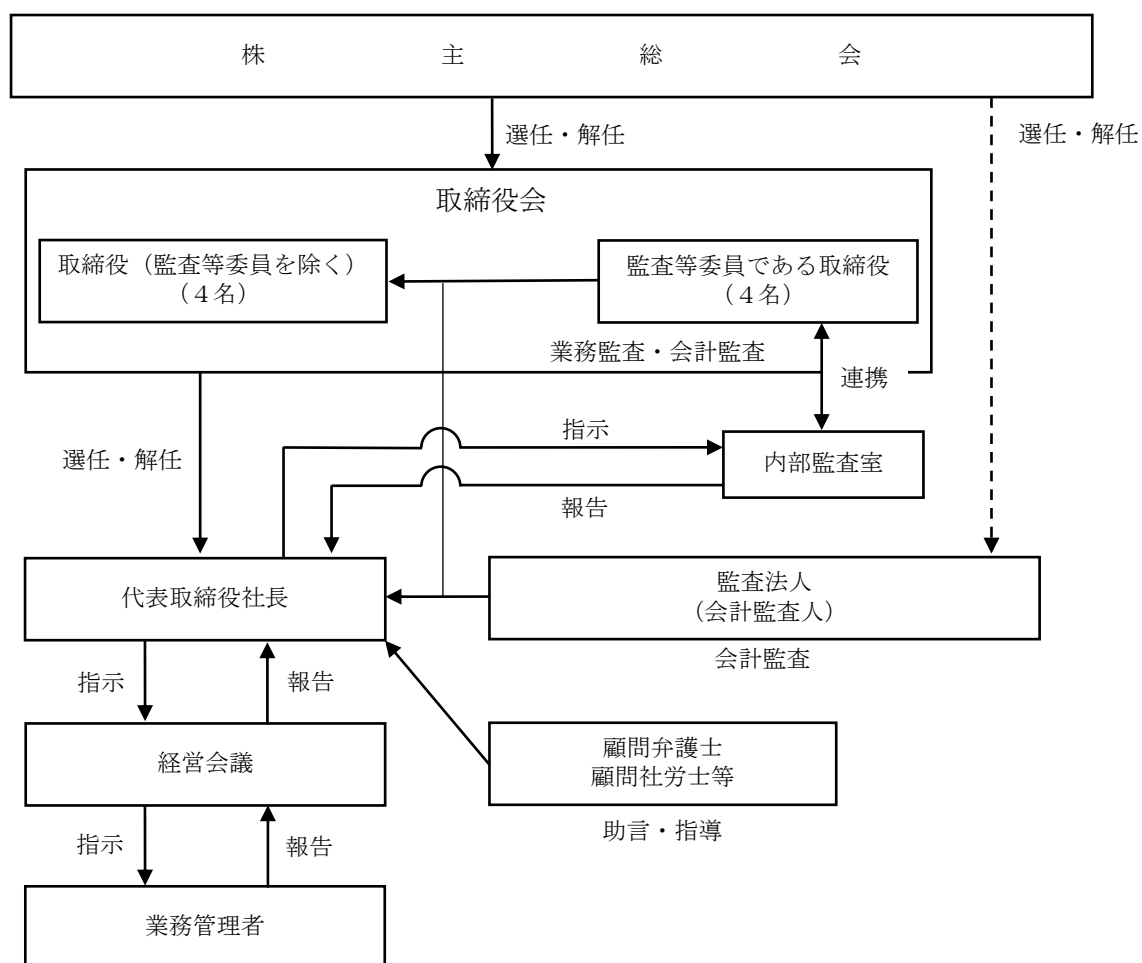 株主総会
選任・解任
選任・解任
取締役会
取締役（監査等委員を除く）
（４名）
監査等委員である取締役
（４名）
業務監査・会計監査
連携
指示
選任・解任
内部監査室
報告
代表取締役社長
監査法人
（会計監査人）
会計監査
指示
報告
経営会議
顧問弁護士
顧問社労士等
助言・指導
指示
報告
業務管理者